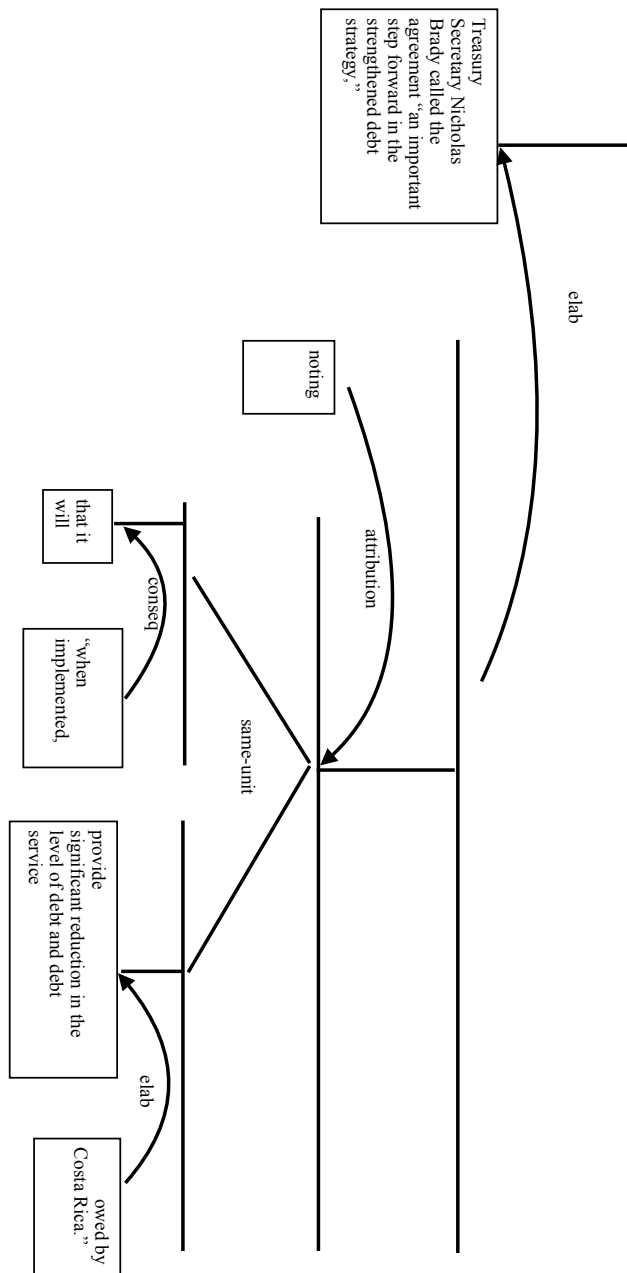 Treasury
Secretary Nicholas
Brady called the
agreement “an important
step forward in the
strengthened debt
strategy,”
elab
noting
attribution
that it
will
conseq
“when
implemented,
same-unit
provide
significant reduction in the
level of debt and debt
service
elab
owed by
Costa Rica.”